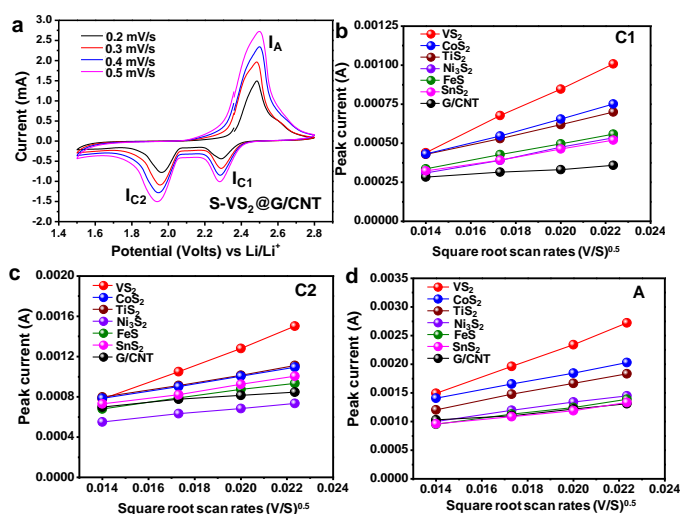 a
0.2 mV/s
0.3 mV/s
0.4 mV/s
0.5 mV/s
I_A
I_C2
I_C1
S-VS₂@G/CNT
3.0
2.5
2.0
1.5
1.0
0.5
0.0
-0.5
-1.0
-1.5
-2.0
Current (mA)
1.4 1.6 1.8 2.0 2.2 2.4 2.6 2.8
Potential (Volts) vs Li/Li⁺
b
C1
VS₂
CoS₂
TiS₂
Ni₃S₂
FeS
SnS₂
G/CNT
0.00125
0.00100
0.00075
0.00050
0.00025
0.00000
Peak current (A)
0.014 0.016 0.018 0.020 0.022 0.024
Square root scan rates (V/S)⁰·⁵
c
C2
VS₂
CoS₂
TiS₂
Ni₃S₂
FeS
SnS₂
G/CNT
0.0020
0.0016
0.0012
0.0008
0.0004
0.0000
Peak current (A)
0.014 0.016 0.018 0.020 0.022 0.024
Square root scan rates (V/S)⁰·⁵
d
A
VS₂
CoS₂
TiS₂
Ni₃S₂
FeS
SnS₂
G/CNT
0.0035
0.0030
0.0025
0.0020
0.0015
0.0010
0.0005
0.0000
Peak current (A)
0.014 0.016 0.018 0.020 0.022 0.024
Square root scan rates (V/S)⁰·⁵